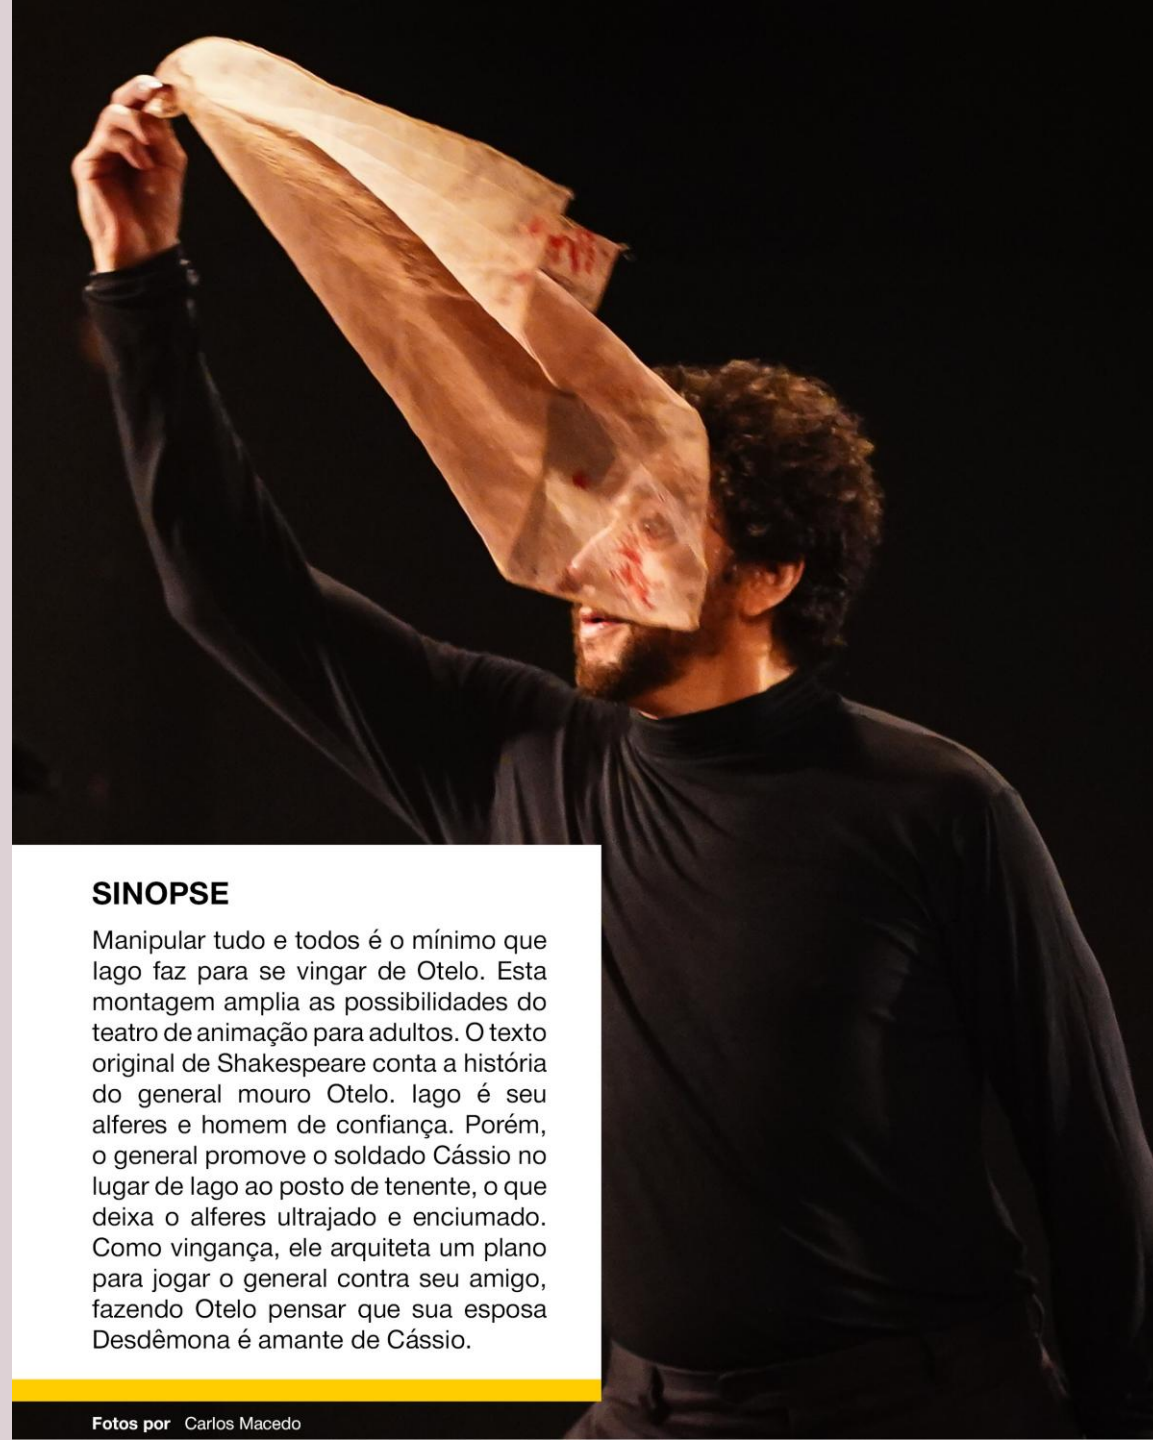 SINOPSE
Manipular tudo e todos é o mínimo que
Iago faz para se vingar de Otelo. Esta
montagem amplia as possibilidades do
teatro de animação para adultos. O texto
original de Shakespeare conta a história
do general mouro Otelo. Iago é seu
alferes e homem de confiança. Porém,
o general promove o soldado Cássio no
lugar de Iago ao posto de tenente, o que
deixa o alferes ultrajado e enciumado.
Como vingança, ele arquiteta um plano
para jogar o general contra seu amigo,
fazendo Otelo pensar que sua esposa
Desdêmona é amante de Cássio.
Fotos por Carlos Macedo